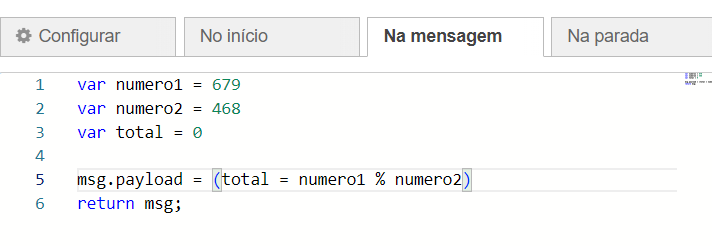 Configurar No início Na mensagem Na parada
1 var numero1 = 679
2 var numero2 = 468
3 var total = 0
4
5 msg.payload = (total = numero1 % numero2)
6 return msg;